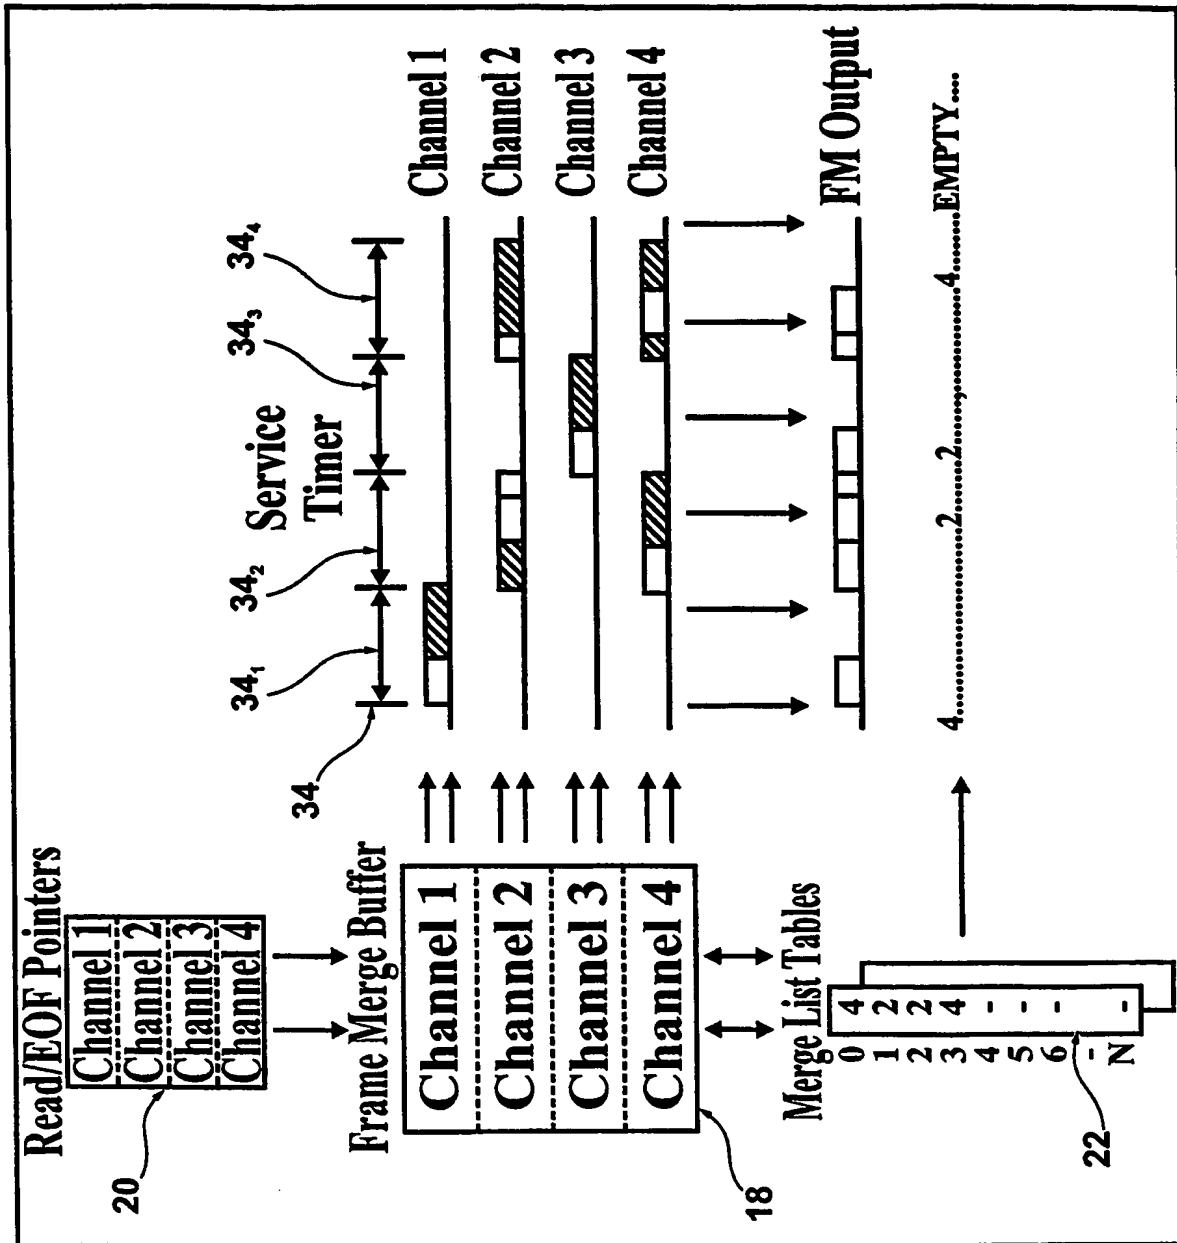 Read/EOF Pointers
Channel 1
Channel 2
Channel 3
Channel 4
20
Frame Merge Buffer
Channel 1
Channel 2
Channel 3
Channel 4
18
Merge List Tables
0 4
1 2
2 2
3 4
4 -
5 -
6 -
-
N -
22
34
34₁
34₂
34₃
34₄
Service
Timer
Channel 1
Channel 2
Channel 3
Channel 4
FM Output
4......................2.......2....................4........EMPTY....